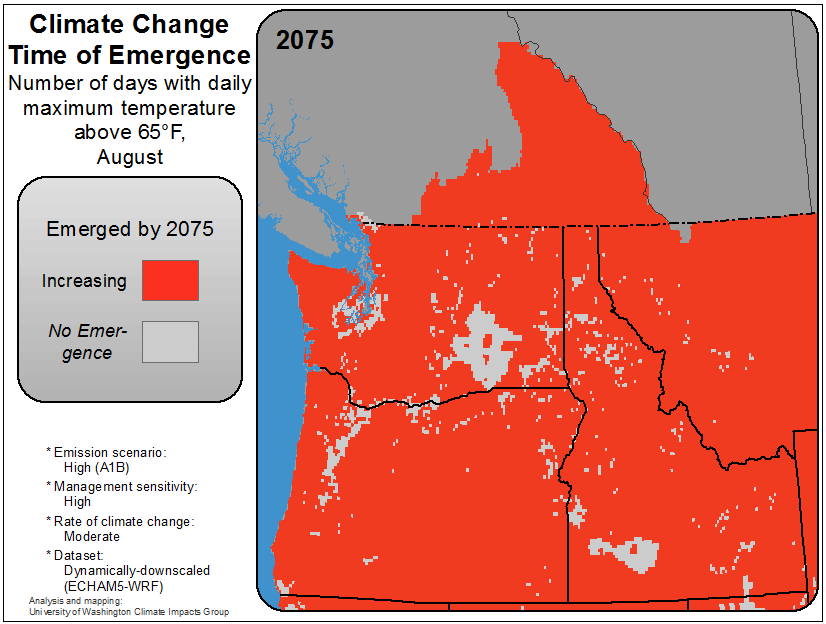 Climate Change
Time of Emergence
Number of days with daily
maximum temperature
above 65°F,
August
2075
Emerged by 2075
Increasing
No Emer-
gence
* Emission scenario:
High (A1B)
* Management sensitivity:
High
* Rate of climate change:
Moderate
* Dataset:
Dynamically-downscaled
(ECHAM5-WRF)
Analysis and mapping:
University of Washington Climate Impacts Group